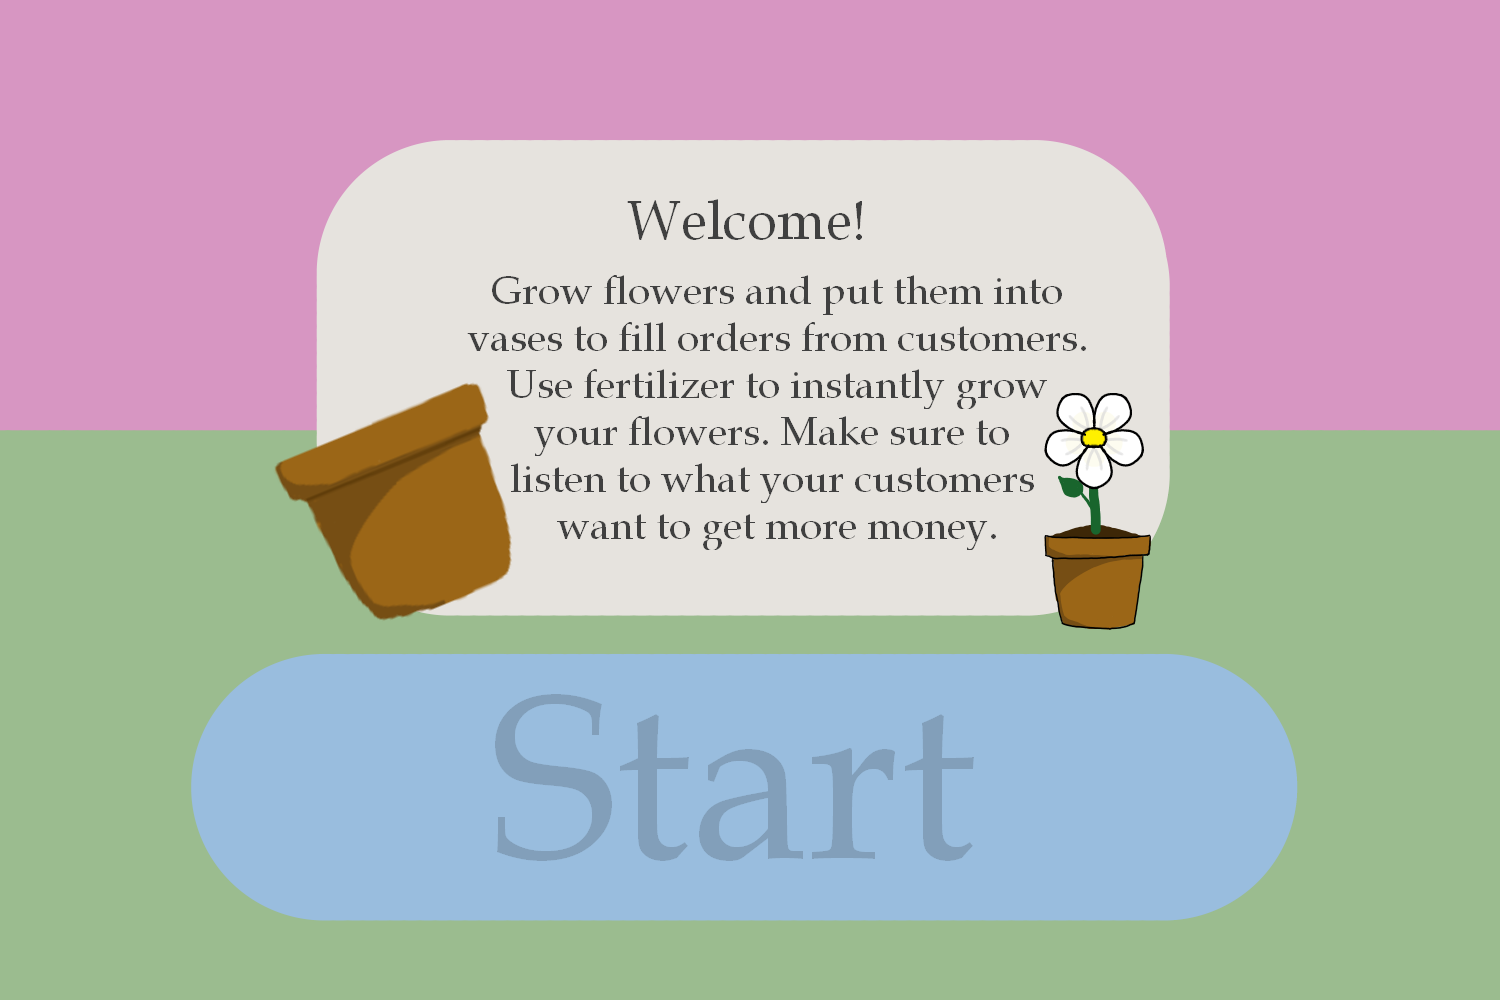 Welcome!
Grow flowers and put them into
vases to fill orders from customers.
Use fertilizer to instantly grow
your flowers. Make sure to
listen to what your customers
want to get more money.
Start